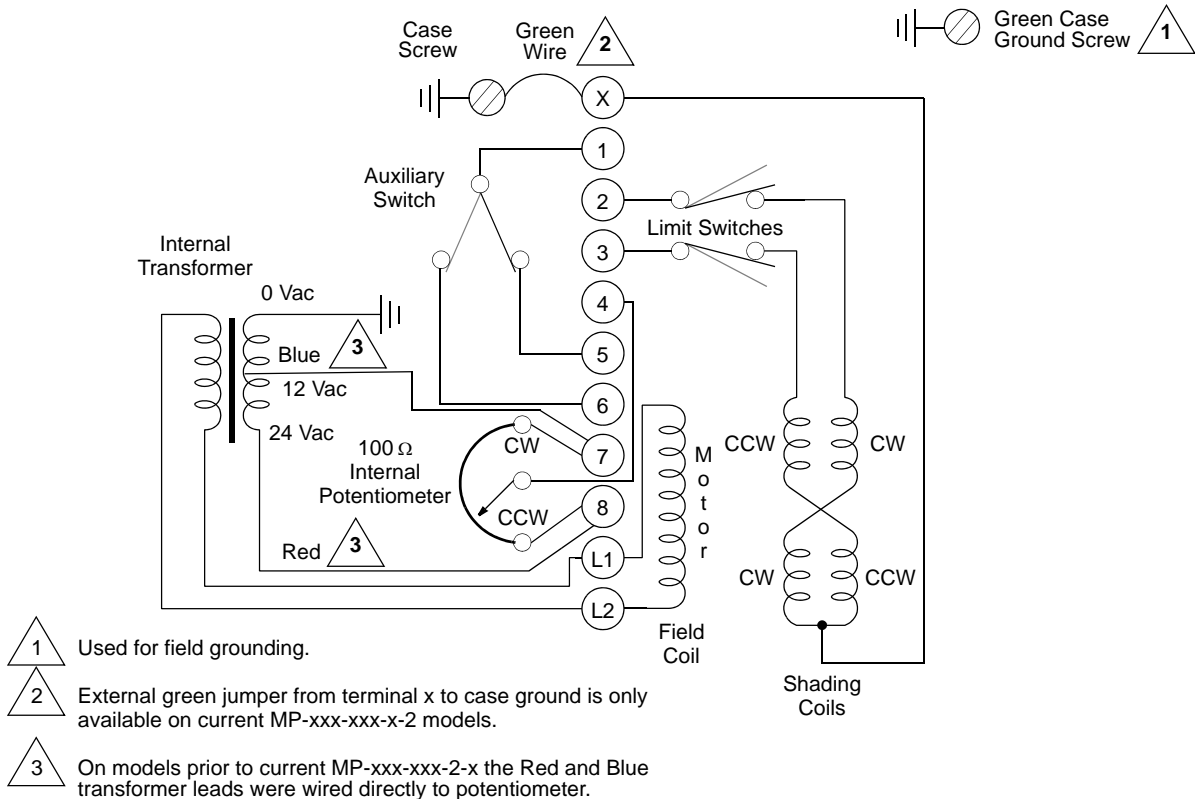 Case
Screw
Green
Wire
2
Green Case
Ground Screw
1
X
1
Auxiliary
Switch
2
Limit Switches
3
Internal
Transformer
0 Vac
4
Blue
3
5
12 Vac
6
24 Vac
CW
7
100 Ω
Internal
Potentiometer
CCW
8
Red
3
L1
L2
Motor
Field
Coil
CCW
CW
CW
CCW
Shading
Coils
1
Used for field grounding.
2
External green jumper from terminal x to case ground is only
available on current MP-xxx-xxx-x-2 models.
3
On models prior to current MP-xxx-xxx-2-x the Red and Blue
transformer leads were wired directly to potentiometer.